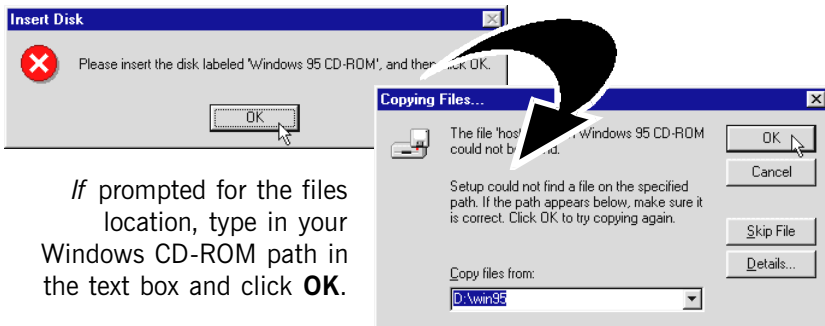 Insert Disk
Please insert the disk labeled 'Windows 95 CD-ROM', and then click OK.
OK
If prompted for the files
location, type in your
Windows CD-ROM path in
the text box and click OK.
Copying Files...
The file 'hos Windows 95 CD-ROM
could not be
Setup could not find a file on the specified
path. If the path appears below, make sure it
is correct. Click OK to try copying again.
Copy files from:
D:\win95
OK
Cancel
Skip File
Details...